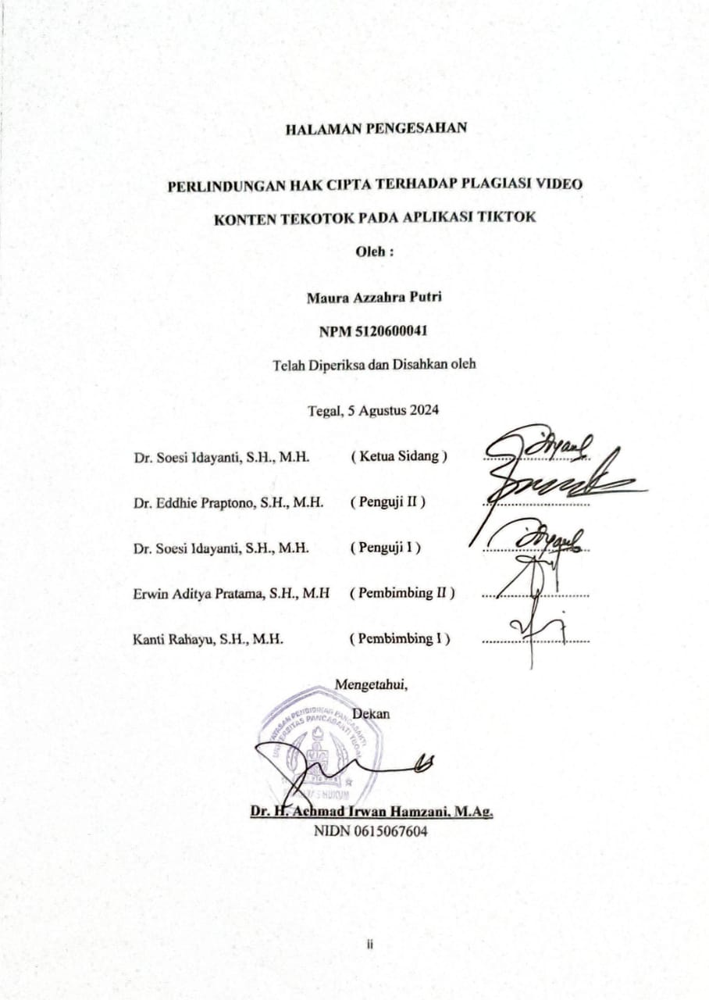 HALAMAN PENGESAHAN
PERLINDUNGAN HAK CIPTA TERHADAP PLAGIASI VIDEO
KONTEN TEKOTOK PADA APLIKASI TIKTOK
Oleh :
Maura Azzahra Putri
NPM 5120600041
Telah Diperiksa dan Disahkan oleh
Tegal, 5 Agustus 2024
Dr. Soesi Idayanti, S.H., M.H. ( Ketua Sidang ) ........................
Dr. Eddhie Praptono, S.H., M.H. ( Penguji II ) ........................
Dr. Soesi Idayanti, S.H., M.H. ( Penguji I ) ........................
Erwin Aditya Pratama, S.H., M.H ( Pembimbing II ) ........................
Kanti Rahayu, S.H., M.H. ( Pembimbing I ) ........................
Mengetahui,
Dekan
YAYASAN PENDIDIKAN PANCASAKTI
UNIVERSITAS PANCASAKTI TEGAL
HUKUM
Dr. H. Achmad Irwan Hamzani, M.Ag.
NIDN 0615067604
ii